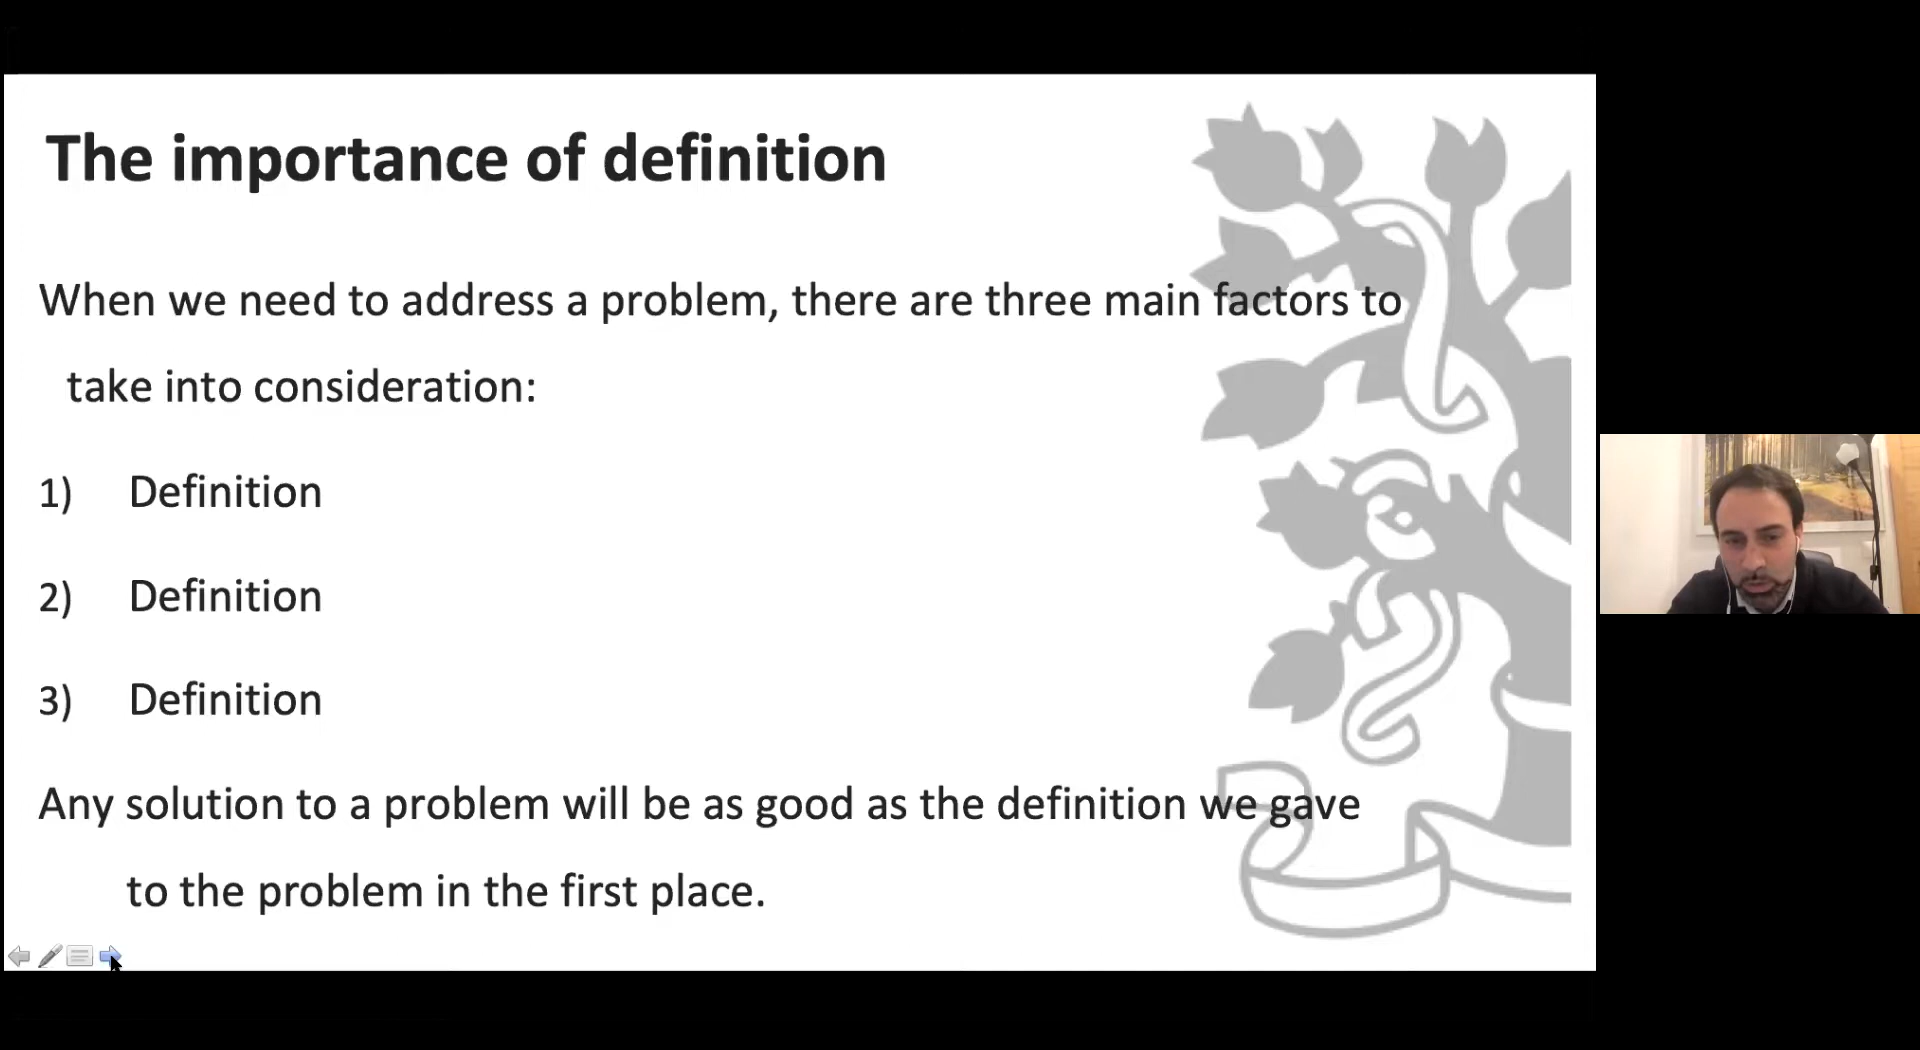 The importance of definition
When we need to address a problem, there are three main factors to
take into consideration:
1) Definition
2) Definition
3) Definition
Any solution to a problem will be as good as the definition we gave
to the problem in the first place.